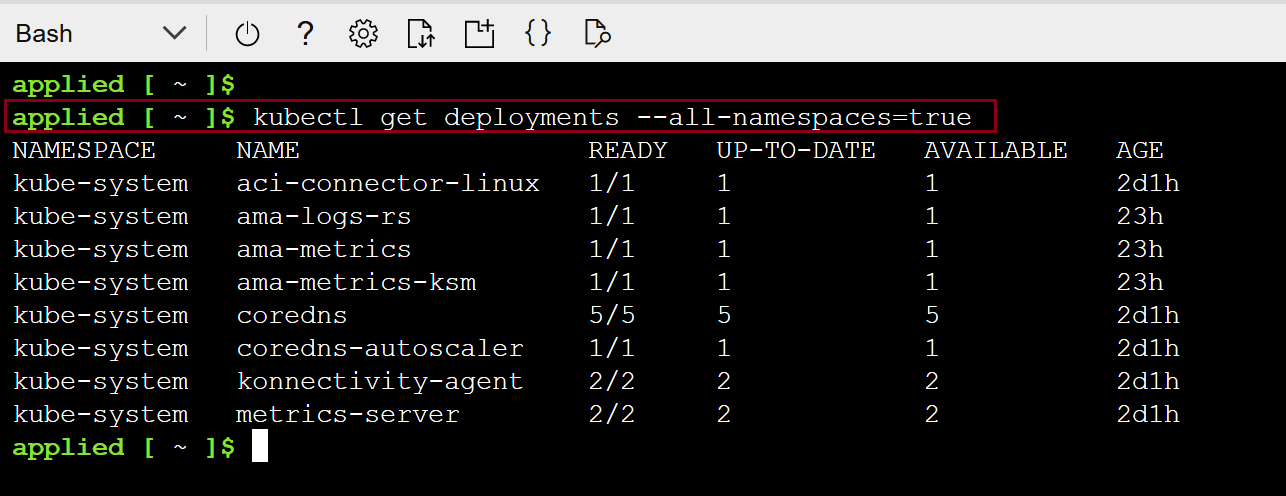 Bash
applied [ ~ ]$
applied [ ~ ]$ kubectl get deployments --all-namespaces=true
NAMESPACE NAME READY UP-TO-DATE AVAILABLE AGE
kube-system aci-connector-linux 1/1 1 1 2d1h
kube-system ama-logs-rs 1/1 1 1 23h
kube-system ama-metrics 1/1 1 1 23h
kube-system ama-metrics-ksm 1/1 1 1 23h
kube-system coredns 5/5 5 5 2d1h
kube-system coredns-autoscaler 1/1 1 1 2d1h
kube-system konnectivity-agent 2/2 2 2 2d1h
kube-system metrics-server 2/2 2 2 2d1h
applied [ ~ ]$